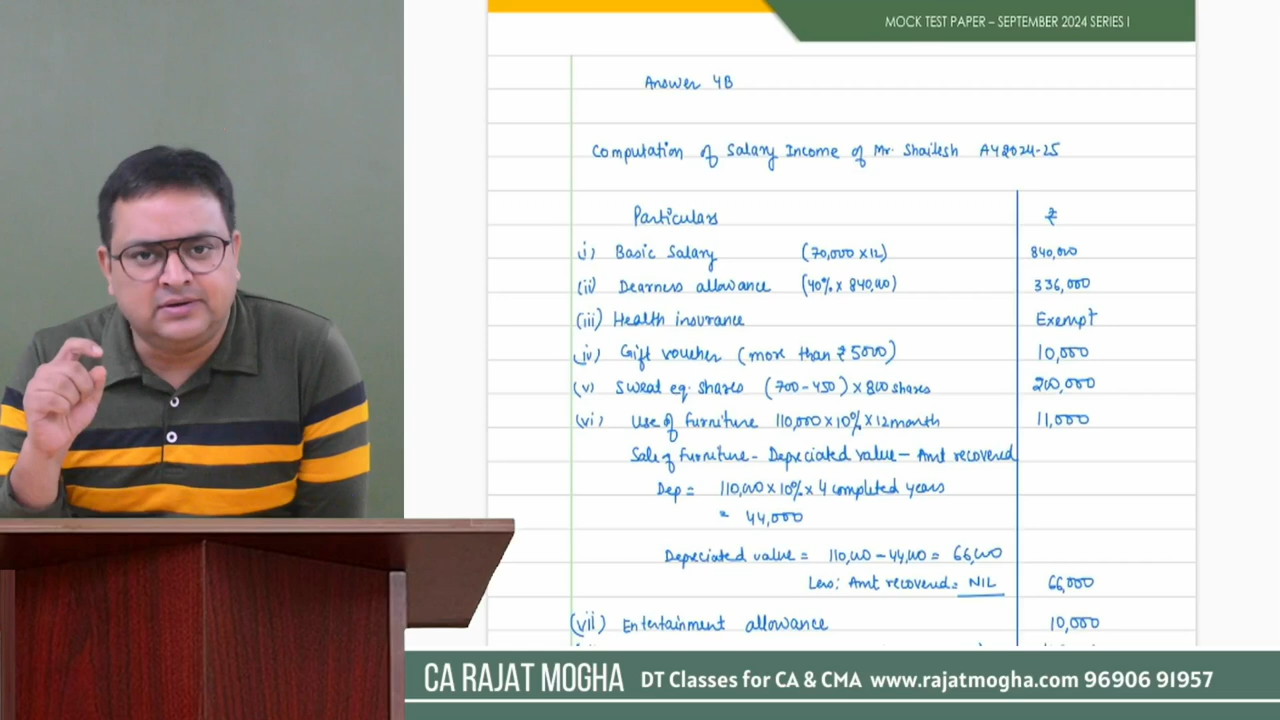 MOCK TEST PAPER – SEPTEMBER 2024 SERIES I
Answer 4B
Computation of Salary Income of Mr. Shailesh AY2024-25
Particulars ₹
(i) Basic Salary (70,000 x 12) 840,000
(ii) Dearness allowance (40% x 840,000) 336,000
(iii) Health insurance Exempt
(iv) Gift voucher (more than ₹5000) 10,000
(v) Sweat eq. shares (700 - 450) x 800 shares 200,000
(vi) Use of furniture 110,000 x 10% x 12month 11,000
Sale of furniture - Depreciated value - Amt recovered
Dep = 110,000 x 10% x 4 completed years
= 44,000
Depreciated value = 110,000 - 44,000 = 66,000
Less: Amt recovered = NIL 66,000
(vii) Entertainment allowance 10,000
CA RAJAT MOGHA DT Classes for CA & CMA www.rajatmogha.com 96906 91957